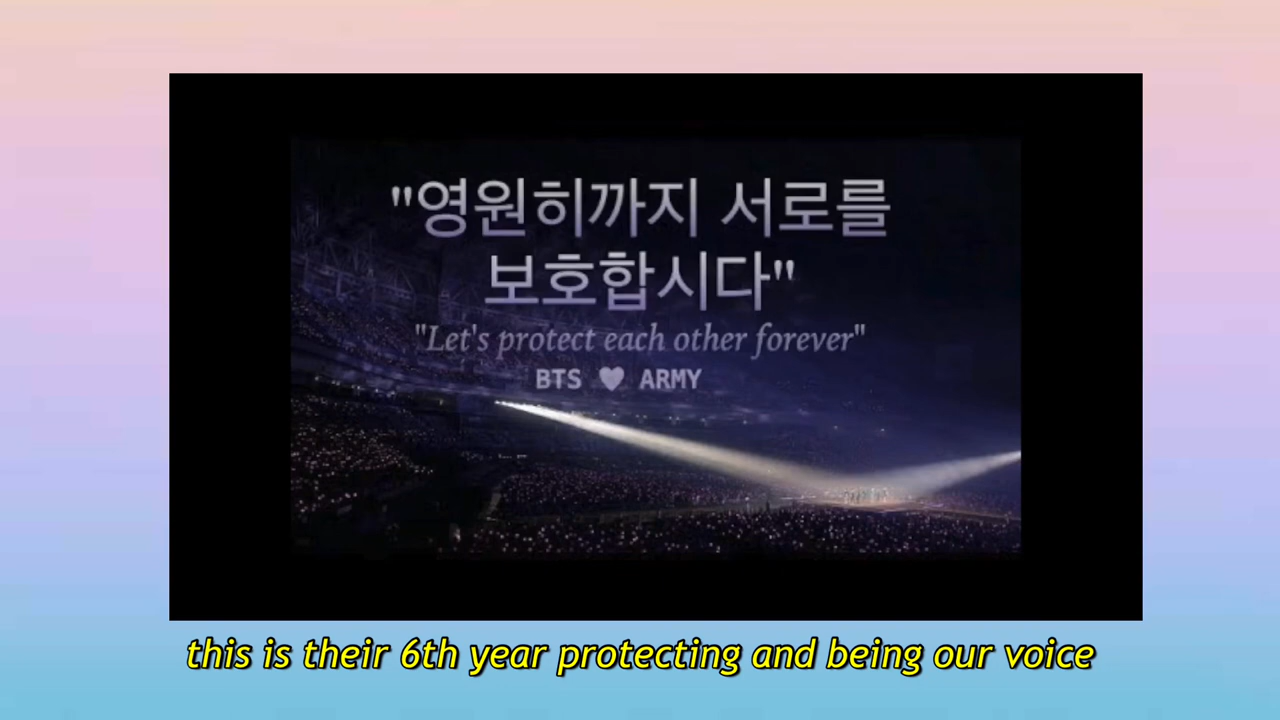 "영원히까지 서로를
보호합시다"
"Let's protect each other forever"
BTS 🖤 ARMY
this is their 6th year protecting and being our voice